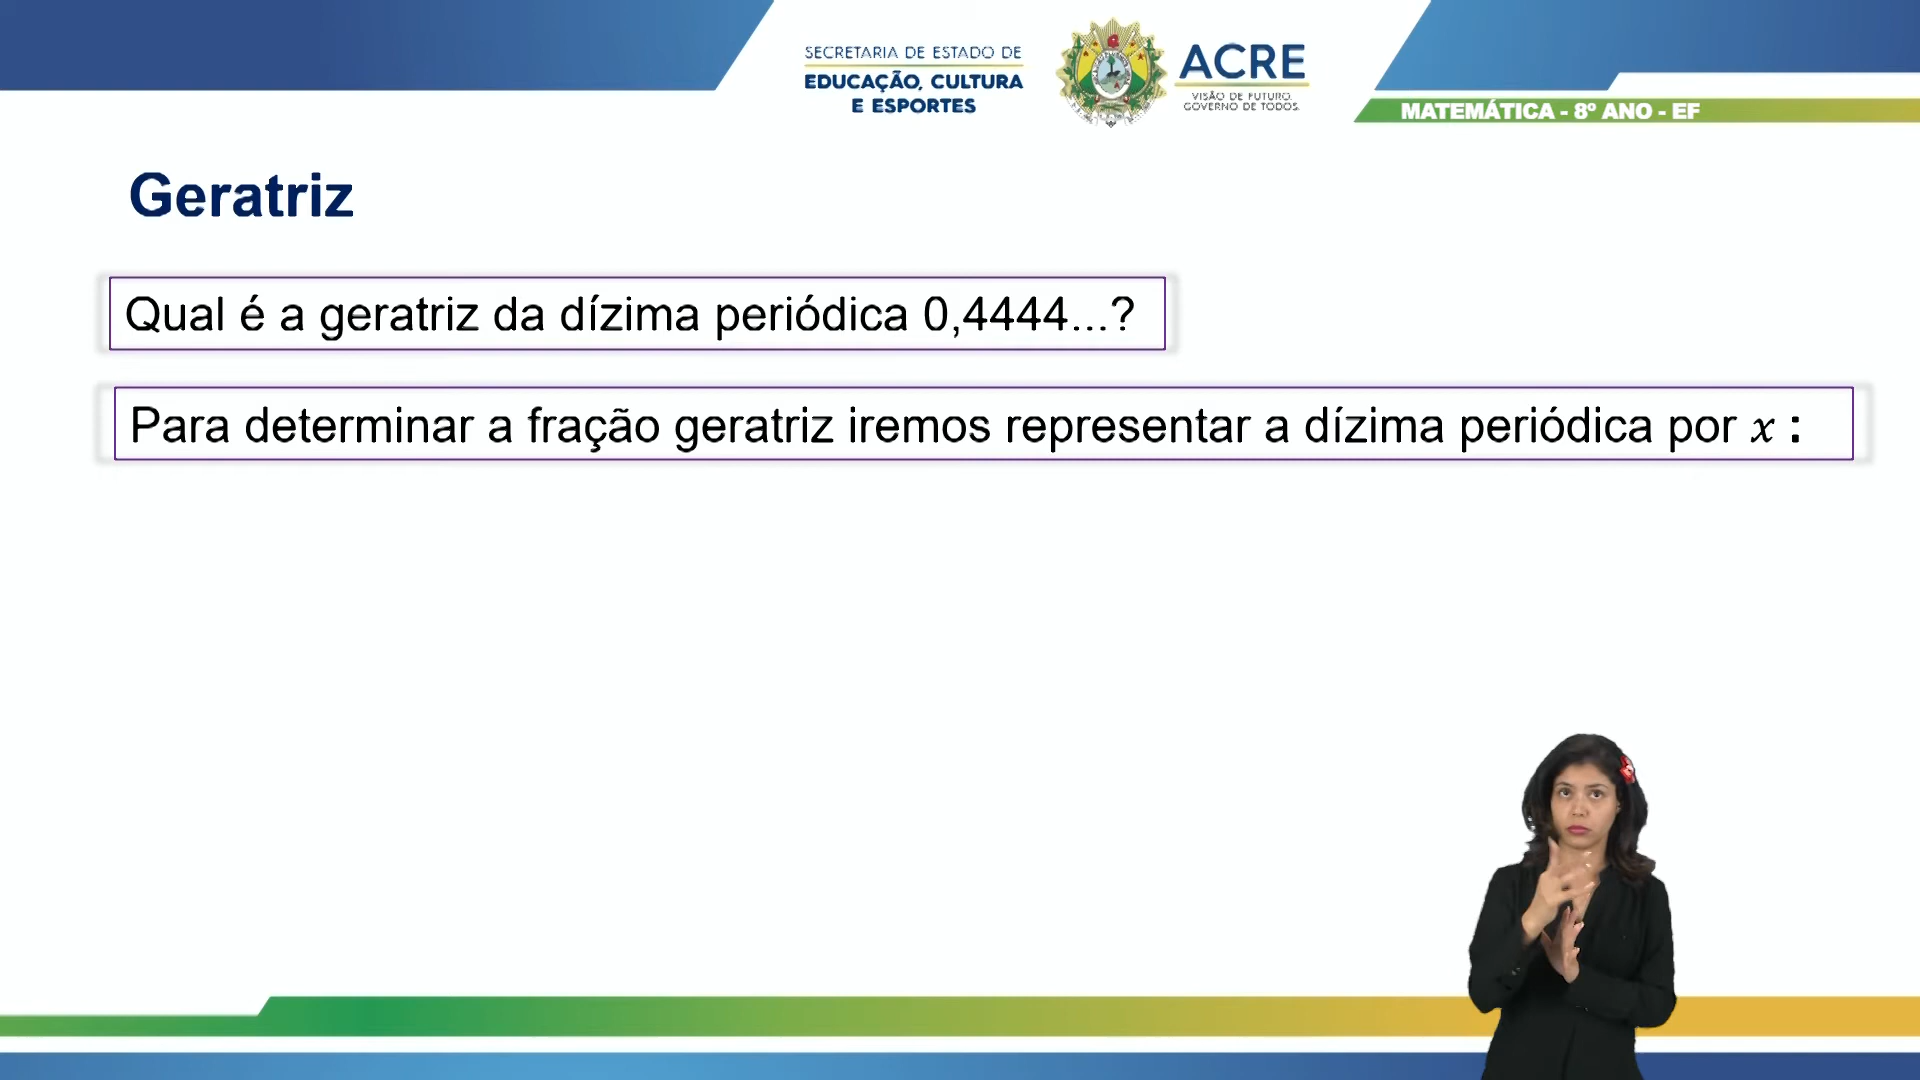 SECRETARIA DE ESTADO DE
EDUCAÇÃO, CULTURA
E ESPORTES
ACRE
VISÃO DE FUTURO.
GOVERNO DE TODOS.
MATEMÁTICA - 8º ANO - EF
Geratriz
Qual é a geratriz da dízima periódica 0,4444...?
Para determinar a fração geratriz iremos representar a dízima periódica por x :